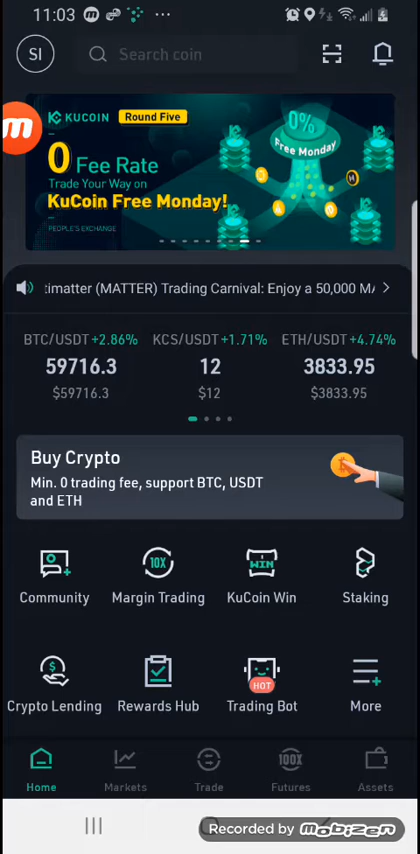 11:03
SI
Search coin
KUCOIN Round Five
0%
Free Monday
0 Fee Rate
Trade Your Way on
KuCoin Free Monday!
PEOPLE'S EXCHANGE
timatter (MATTER) Trading Carnival: Enjoy a 50,000 MA
BTC/USDT +2.86% KCS/USDT +1.71% ETH/USDT +4.74%
59716.3 12 3833.95
$59716.3 $12 $3833.95
Buy Crypto
Min. 0 trading fee, support BTC, USDT
and ETH
10X WIN
Community Margin Trading KuCoin Win Staking
HOT
Crypto Lending Rewards Hub Trading Bot More
100X
Home Markets Trade Futures Assets
Recorded by mobizen